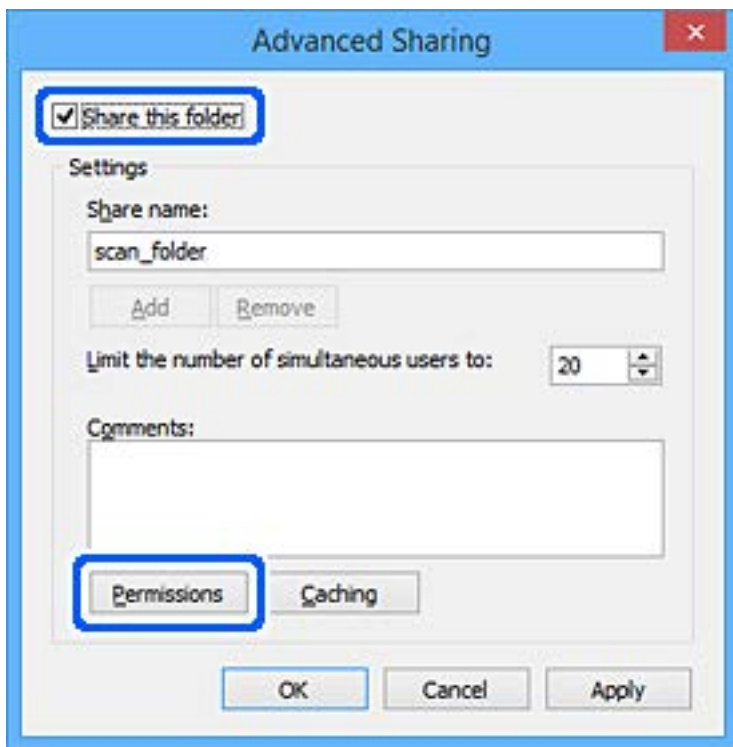 Advanced Sharing
Share this folder
Settings
Share name:
scan_folder
Add Remove
Limit the number of simultaneous users to: 20
Comments:
Permissions Caching
OK Cancel Apply